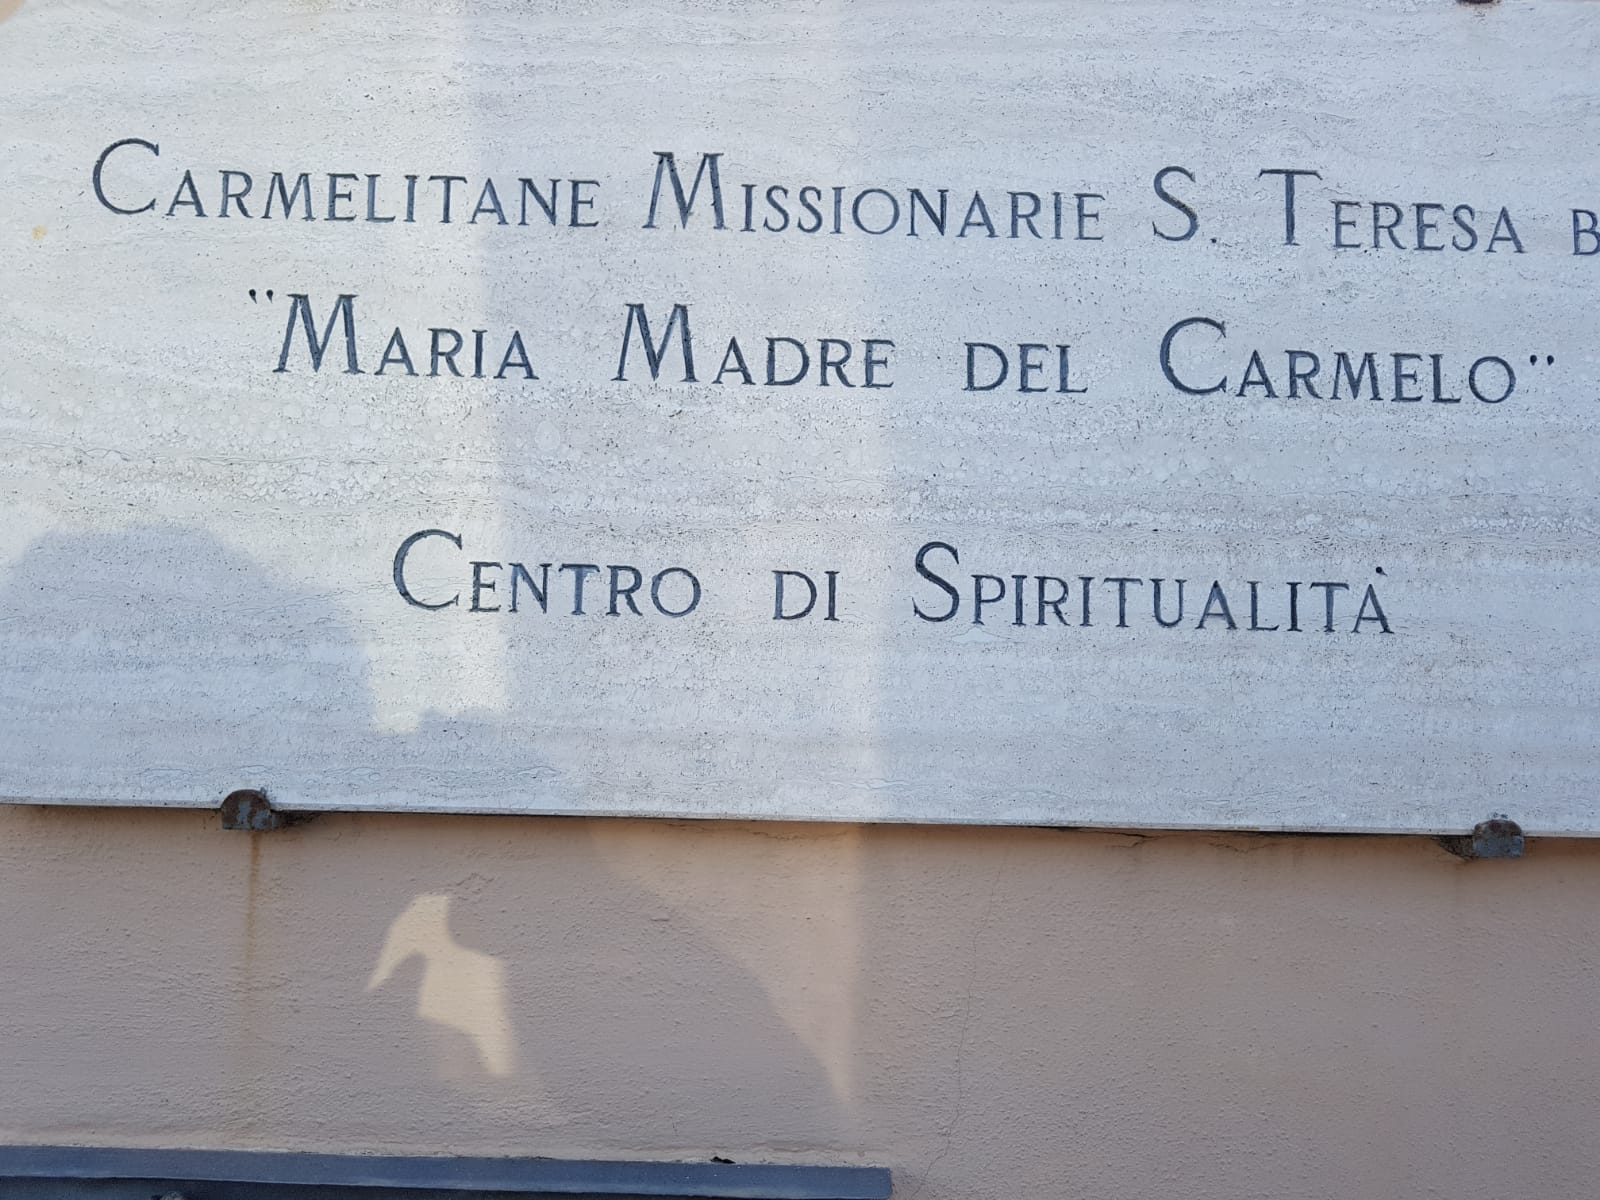 CARMELITANE MISSIONARIE S. TERESA B
"MARIA MADRE DEL CARMELO"
CENTRO DI SPIRITUALITÀ